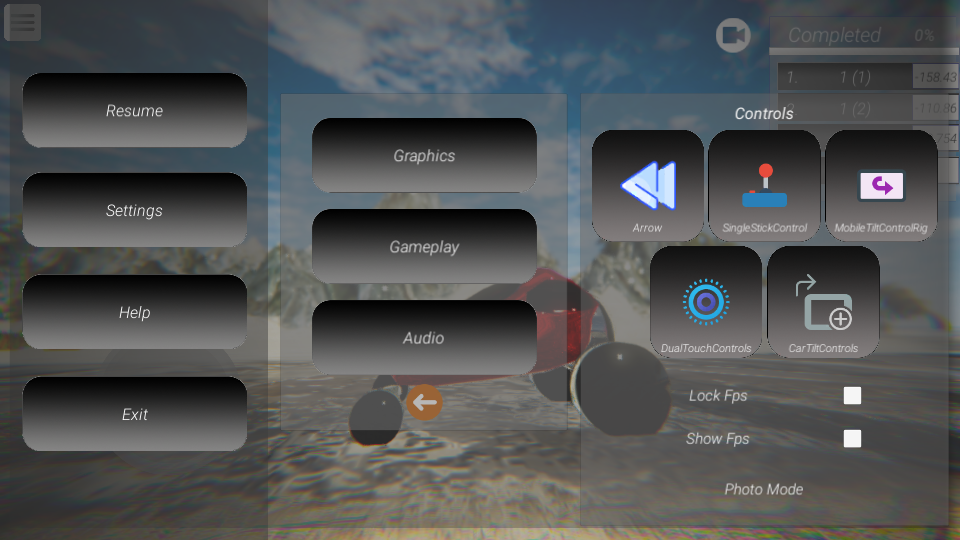 Completed 0%
1. 1 (1) -158.43
2. 1 (2) -110.86
Resume
Settings
Help
Exit
Graphics
Gameplay
Audio
Controls
Arrow
SingleStickControl
MobileTiltControlRig
DualTouchControls
CarTiltControls
Lock Fps
Show Fps
Photo Mode